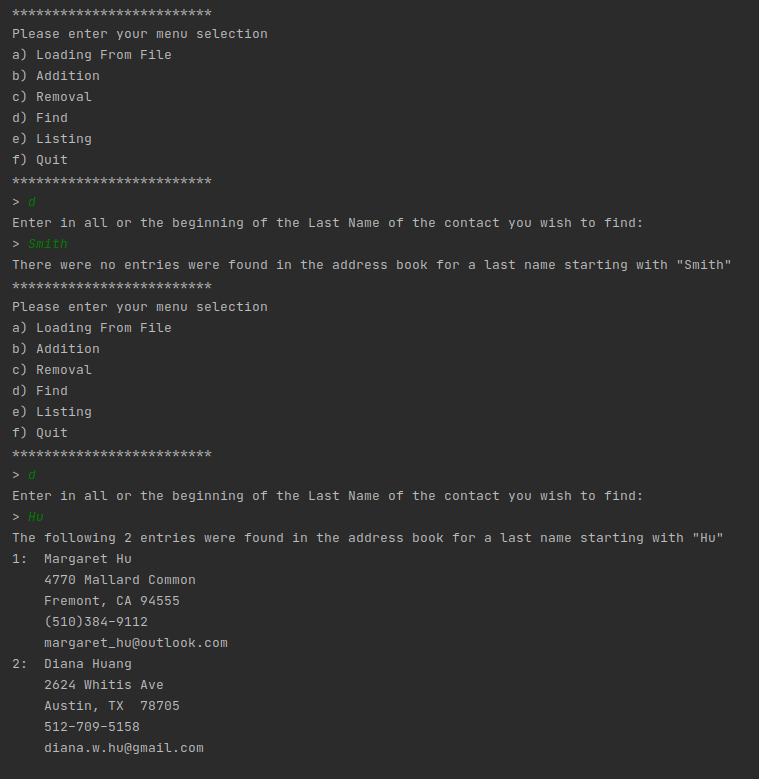 *************************
Please enter your menu selection
a) Loading From File
b) Addition
c) Removal
d) Find
e) Listing
f) Quit
*************************
> d
Enter in all or the beginning of the Last Name of the contact you wish to find:
> Smith
There were no entries were found in the address book for a last name starting with "Smith"
*************************
Please enter your menu selection
a) Loading From File
b) Addition
c) Removal
d) Find
e) Listing
f) Quit
*************************
> d
Enter in all or the beginning of the Last Name of the contact you wish to find:
> Hu
The following 2 entries were found in the address book for a last name starting with "Hu"
1:  Margaret Hu
    4770 Mallard Common
    Fremont, CA 94555
    (510)384-9112
    margaret_hu@outlook.com
2:  Diana Huang
    2624 Whitis Ave
    Austin, TX  78705
    512-709-5158
    diana.w.hu@gmail.com